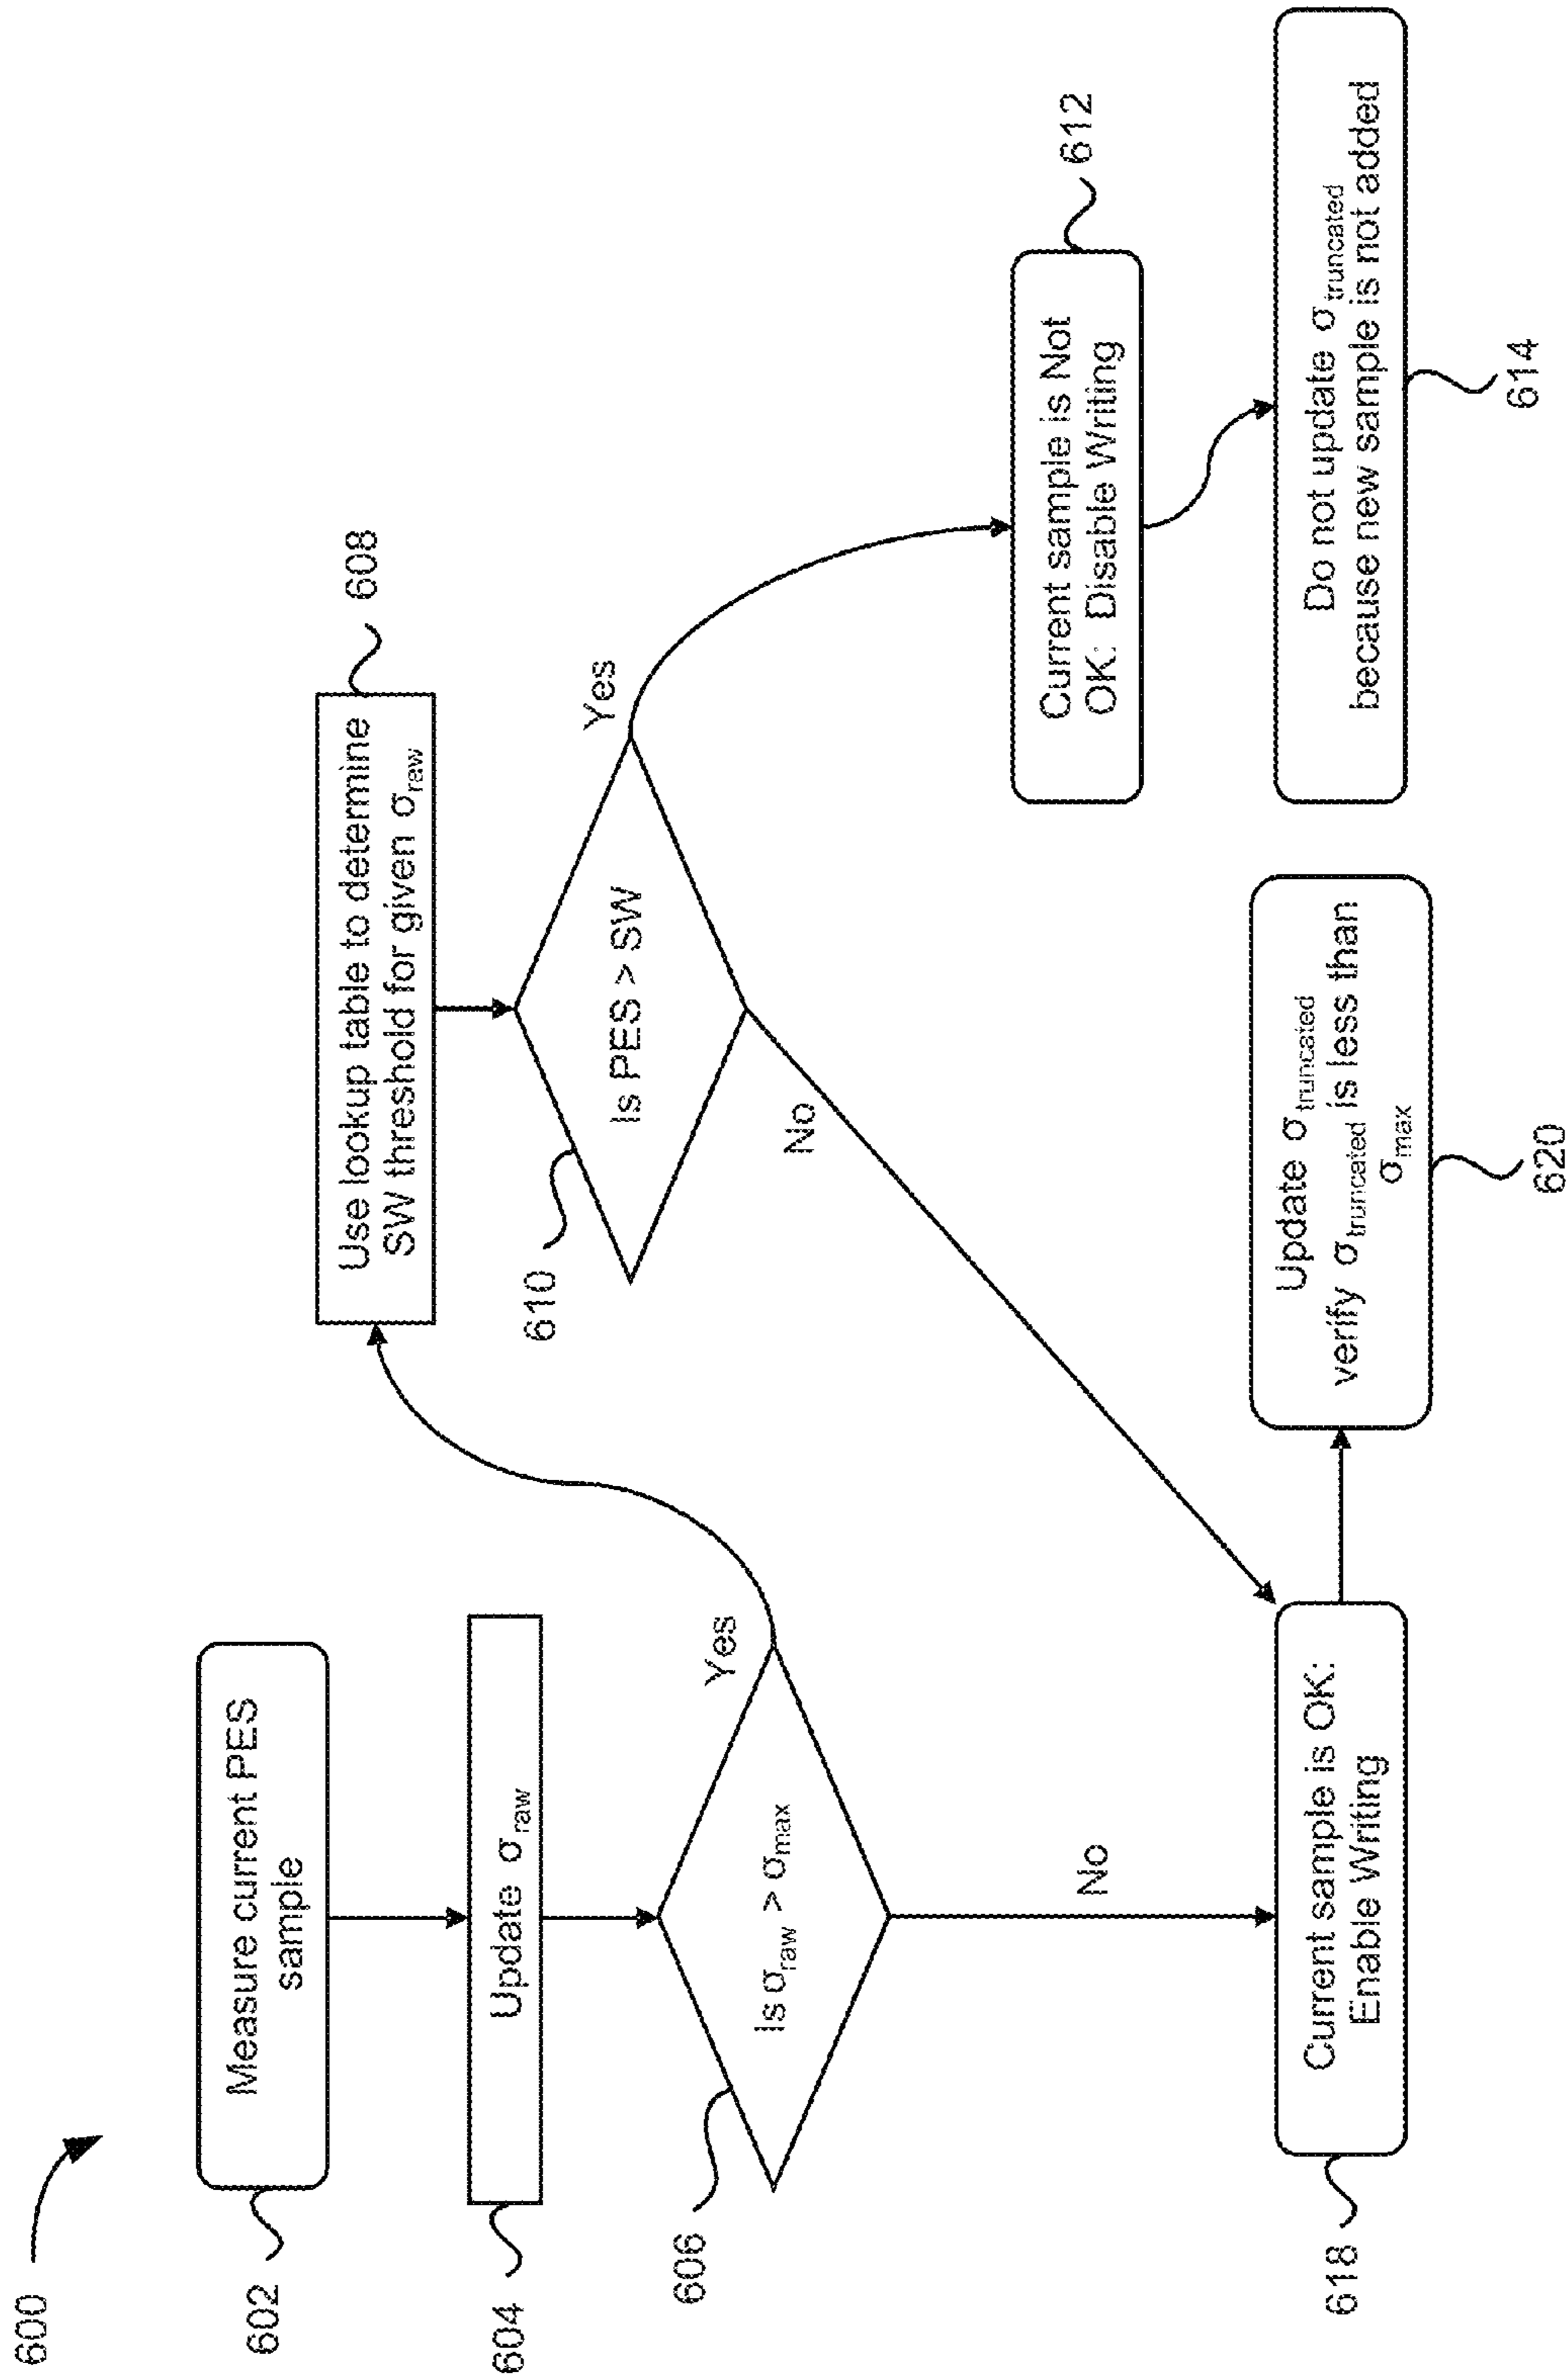 600
602
Measure current PES
sample
604
Update σraw
606
Is σraw > σmax
Yes
No
608
Use lookup table to determine
SW threshold for given σraw
610
Is PES > SW
Yes
No
612
Current sample is Not
OK: Disable Writing
Do not update σtruncated
because new sample is not added
614
618
Current sample is OK:
Enable Writing
Update σtruncated
verify σtruncated is less than
σmax
620